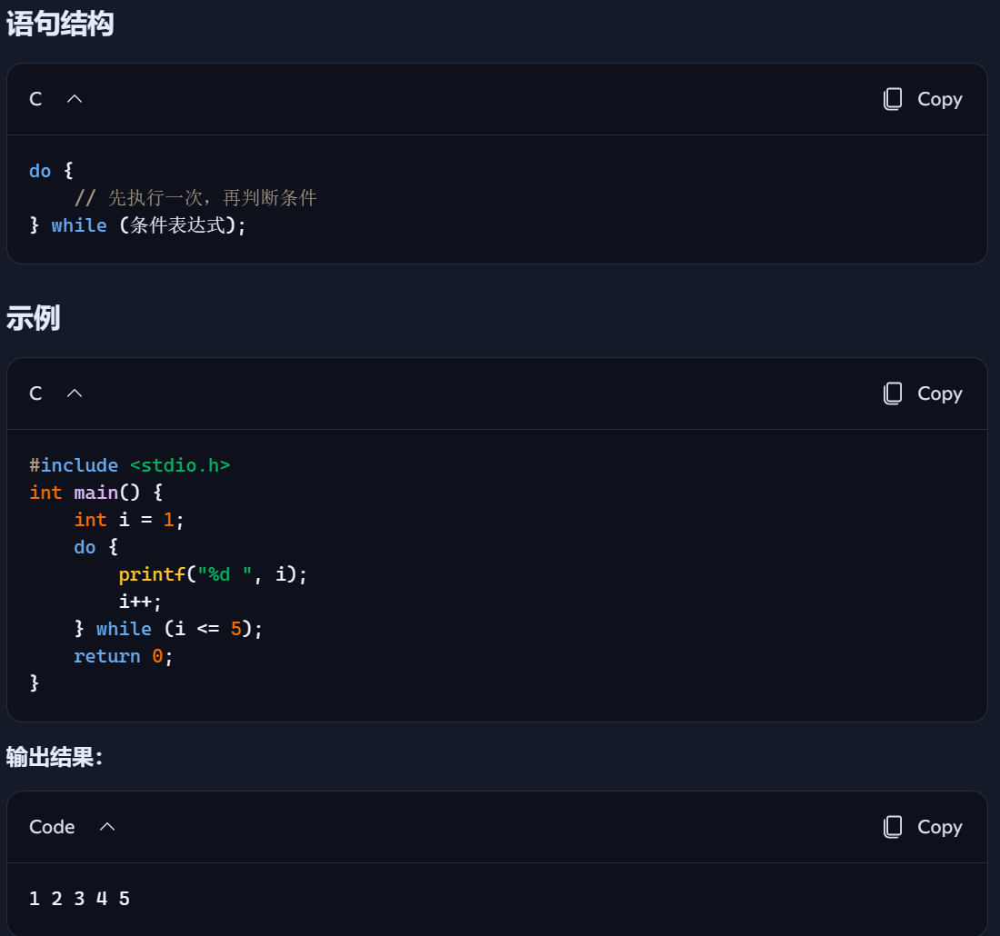 语句结构
C
Copy
do {
    // 先执行一次，再判断条件
} while (条件表达式);
示例
C
Copy
#include <stdio.h>
int main() {
    int i = 1;
    do {
        printf("%d ", i);
        i++;
    } while (i <= 5);
    return 0;
}
输出结果：
Code
Copy
1 2 3 4 5